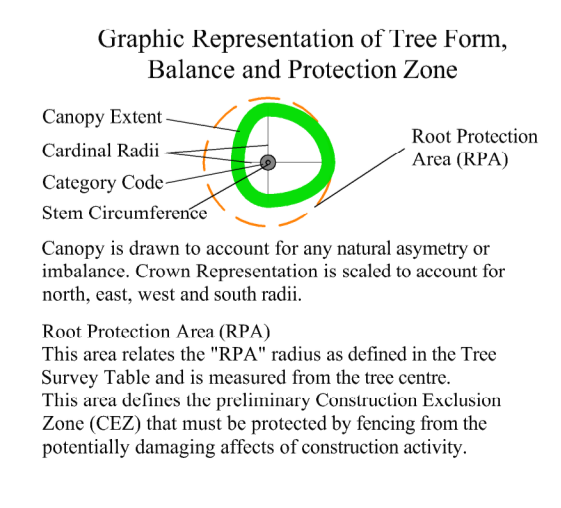 Graphic Representation of Tree Form,
Balance and Protection Zone
Canopy Extent
Cardinal Radii
Category Code
Stem Circumference
Root Protection
Area (RPA)
Canopy is drawn to account for any natural asymetry or
imbalance. Crown Representation is scaled to account for
north, east, west and south radii.
Root Protection Area (RPA)
This area relates the "RPA" radius as defined in the Tree
Survey Table and is measured from the tree centre.
This area defines the preliminary Construction Exclusion
Zone (CEZ) that must be protected by fencing from the
potentially damaging affects of construction activity.